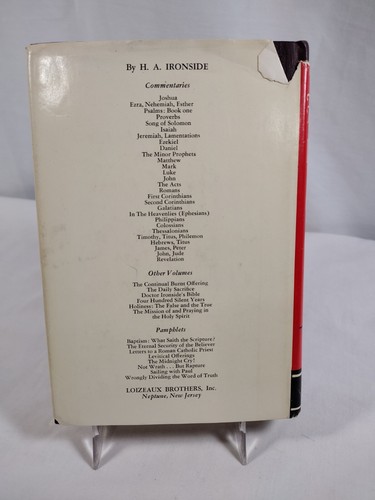 By H. A. IRONSIDE
Commentaries
Joshua
Ezra, Nehemiah, Esther
Psalms: Book one
Proverbs
Song of Solomon
Isaiah
Jeremiah, Lamentations
Ezekiel
Daniel
The Minor Prophets
Matthew
Mark
Luke
John
The Acts
Romans
First Corinthians
Second Corinthians
Galatians
In The Heavenlies (Ephesians)
Philippians
Colossians
Thessalonians
Timothy, Titus, Philemon
Hebrews, Titus
James, Peter
John, Jude
Revelation
Other Volumes
The Continual Burnt Offering
The Daily Sacrifice
Doctor Ironside's Bible
Four Hundred Silent Years
Holiness: The False and the True
The Mission of and Praying in
the Holy Spirit
Pamphlets
Baptism: What Saith the Scripture?
The Eternal Security of the Believer
Letters to a Roman Catholic Priest
Levitical Offerings
The Midnight Cry!
Not Wrath . . . But Rapture
Sailing with Paul
Wrongly Dividing the Word of Truth
LOIZEAUX BROTHERS, Inc.
Neptune, New Jersey